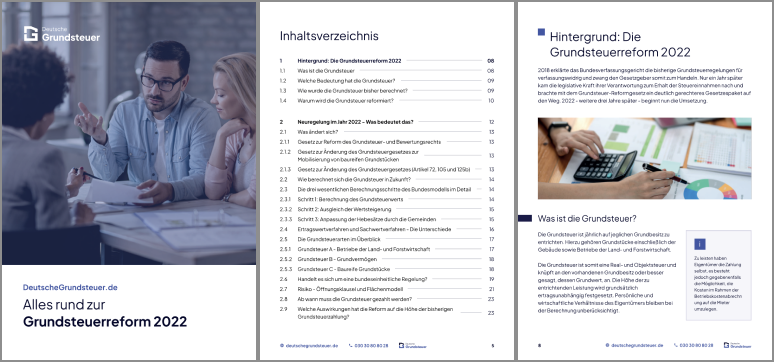 Deutsche
Grundsteuer
DeutscheGrundsteuer.de
Alles rund zur
Grundsteuerreform 2022
Inhaltsverzeichnis
1 Hintergrund: Die Grundsteuerreform 2022 08
1.1 Was ist die Grundsteuer 08
1.2 Welche Bedeutung hat die Grundsteuer? 09
1.3 Wie wurde die Grundsteuer bisher berechnet? 09
1.4 Warum wird die Grundsteuer reformiert? 10
2 Neuregelung im Jahr 2022 – Was bedeutet das? 12
2.1 Was ändert sich? 13
2.1.1 Gesetz zur Reform des Grundsteuer- und Bewertungsrechts 13
2.1.2 Gesetz zur Änderung des Grundsteuergesetzes zur
Mobilisierung von baureifen Grundstücken 13
2.1.3 Gesetz zur Änderung des Grundsteuergesetzes (Artikel 72, 105 und 125b) 13
2.2 Wie berechnet sich die Grundsteuer in Zukunft? 14
2.3 Die drei wesentlichen Berechnungsschritte des Bundesmodells im Detail 14
2.3.1 Schritt 1: Berechnung des Grundsteuerwerts 14
2.3.2 Schritt 2: Ausgleich der Wertsteigerung 15
2.3.3 Schritt 3: Anpassung der Hebesätze durch die Gemeinden 15
2.4 Ertragswertverfahren und Sachwertverfahren – Die Unterschiede 16
2.5 Die Grundsteuerarten im Überblick 17
2.5.1 Grundsteuer A – Betriebe der Land- und Forstwirtschaft 17
2.5.2 Grundsteuer B – Grundvermögen 18
2.5.3 Grundsteuer C – Baureife Grundstücke 18
2.6 Handelt es sich um eine bundeseinheitliche Regelung? 19
2.7 Risiko – Öffnungsklausel und Flächenmodell 21
2.8 Ab wann muss die Grundsteuer gezahlt werden? 23
2.9 Welche Auswirkungen hat die Reform auf die Höhe der bisherigen
Grundsteuerzahlung? 23
deutschegrundsteuer.de 030 30 80 80 28 Deutsche Grundsteuer 5
Hintergrund: Die
Grundsteuerreform 2022
2018 erklärte das Bundesverfassungsgericht die bisherige Grundsteuerregelungen für
verfassungswidrig und zwang den Gesetzgeber somit zum Handeln. Nur ein Jahr später
kam die legislative Kraft ihrer Verantwortung zum Erhalt der Steuereinnahmen nach und
brachte mit dem Grundsteuer-Reformgesetz ein deutlich gerechteres Gesetzespaket auf
den Weg. 2022 – weitere drei Jahre später – beginnt nun die Umsetzung.
Was ist die Grundsteuer?
Die Grundsteuer ist jährlich auf jeglichen Grundbesitz zu
entrichten. Hierzu gehören Grundstücke einschließlich der
Gebäude sowie Betriebe der Land- und Forstwirtschaft.
Die Grundsteuer ist somit eine Real- und Objektsteuer und
knüpft an den vorhandenen Grundbesitz oder besser
gesagt, dessen Grundwert, an. Die Höhe der zu
entrichtenden Leistung wird grundsätzlich
ertragsunabhängig festgesetzt. Persönliche und
wirtschaftliche Verhältnisse des Eigentümers bleiben bei
der Berechnung unberücksichtigt.
i
Zu leisten haben
Eigentümer die Zahlung
selbst, es besteht
jedoch gegebenenfalls
die Möglichkeit, die
Kosten im Rahmen der
Betriebskostenabrechn
ung auf die Mieter
umzulegen.
8 deutschegrundsteuer.de 030 30 80 80 28 Deutsche Grundsteuer